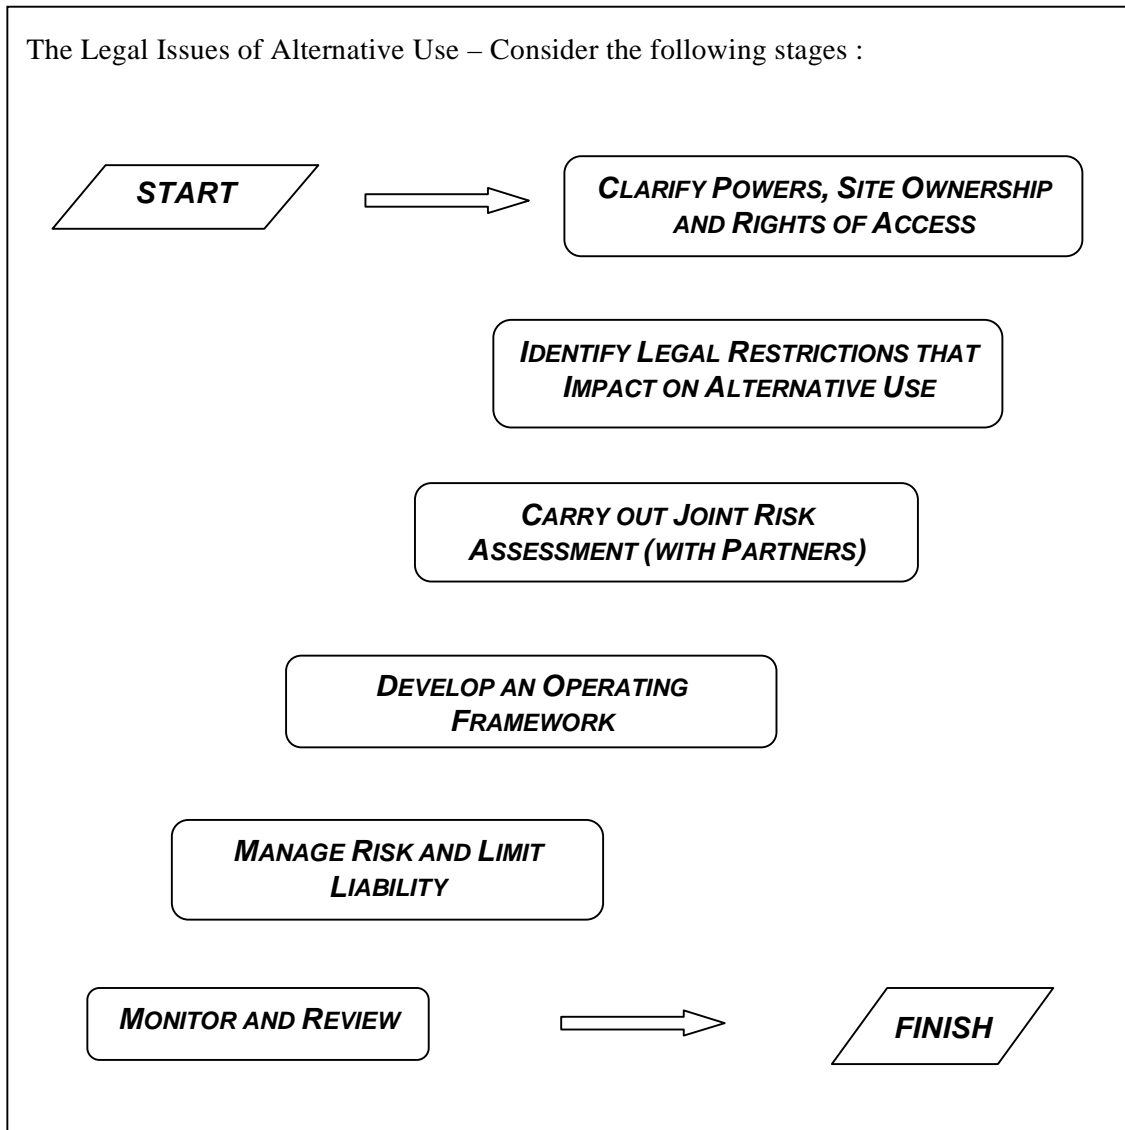 The Legal Issues of Alternative Use – Consider the following stages :
START
CLARIFY POWERS, SITE OWNERSHIP
AND RIGHTS OF ACCESS
IDENTIFY LEGAL RESTRICTIONS THAT
IMPACT ON ALTERNATIVE USE
CARRY OUT JOINT RISK
ASSESSMENT (WITH PARTNERS)
DEVELOP AN OPERATING
FRAMEWORK
MANAGE RISK AND LIMIT
LIABILITY
MONITOR AND REVIEW
FINISH